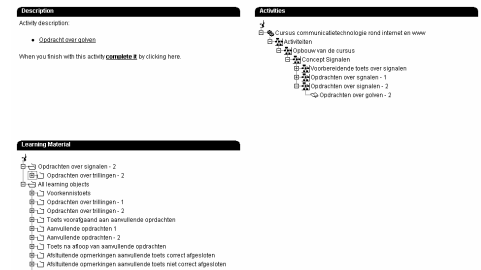 Description
Activity description:
Opdracht over golven
When you finish with this activity complete it by clicking here.
Activities
Cursus communicatietechnologie rond internet en www
Activiteiten
Opbouw van de cursus
Concept Signalen
Voorbereidende toets over signalen
Opdrachten over sgnalen - 1
Opdrachten over signalen - 2
Opdrachten over golven - 2
Learning Material
Opdrachten over signalen - 2
Opdrachten over trillingen - 2
All learning objects
Voorkennistoets
Opdrachten over trillingen - 1
Opdrachten over trillingen - 2
Toets voorafgaand aan aanvullende oprdachten
Aanvullende opdrachten 1
Aanvullende opdrachten - 2
Toets na afloop van aanvullende opdrachten
Afsltuitende opmerkingen aanvullende toets correct afgesloten
Afsltuitende opmerkingen aanvullende toets niet correct afgesloten